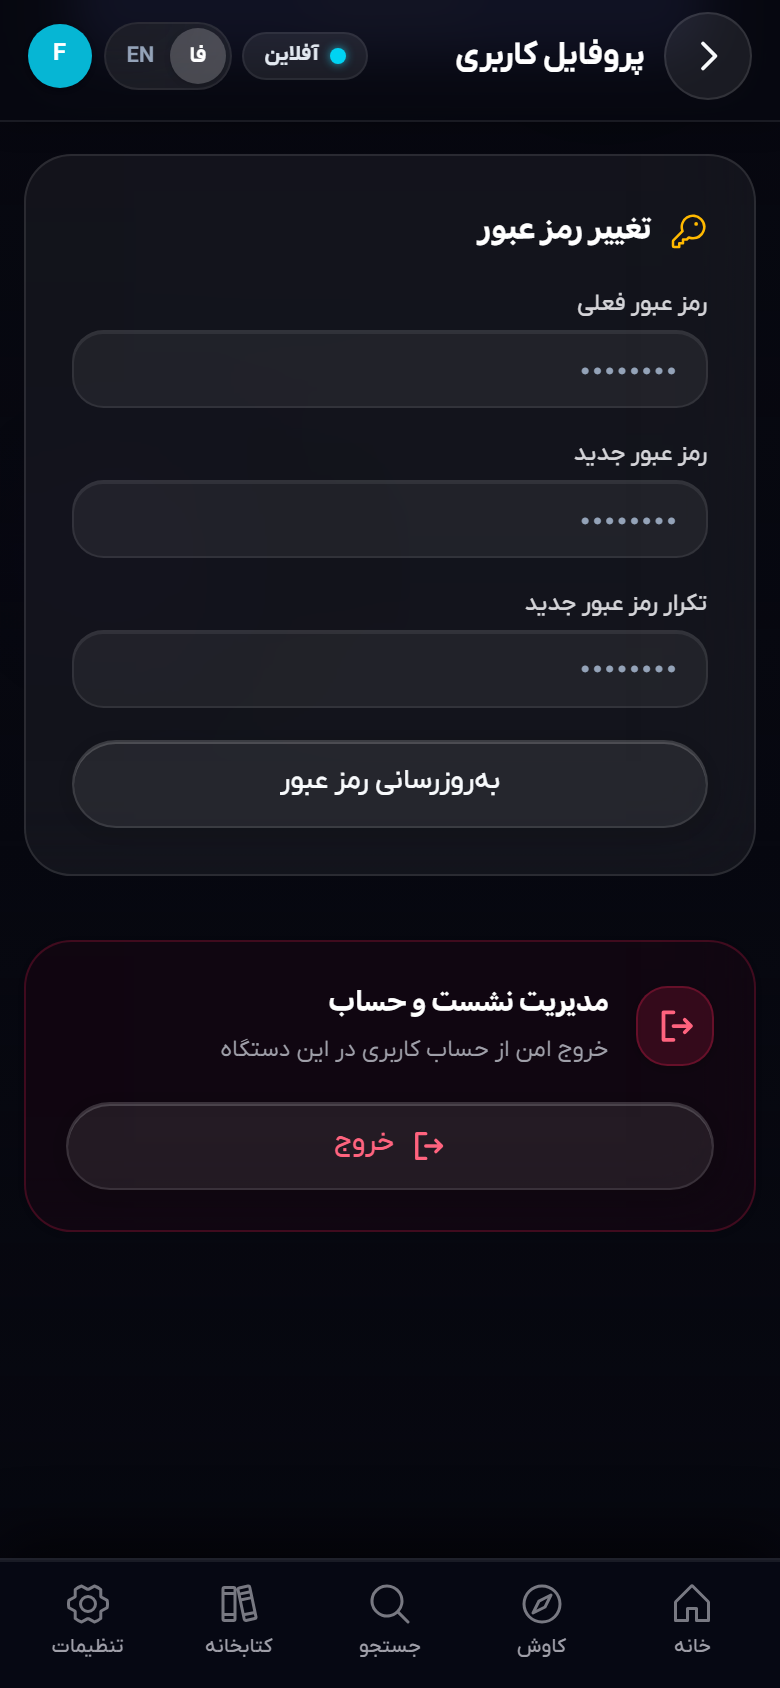 پروفایل کاربری
آفلاین
فا
EN
F
تغییر رمز عبور
رمز عبور فعلی
••••••••
رمز عبور جدید
••••••••
تکرار رمز عبور جدید
••••••••
به‌روزرسانی رمز عبور
مدیریت نشست و حساب
خروج امن از حساب کاربری در این دستگاه
خروج
خانه
کاوش
جستجو
کتابخانه
تنظیمات